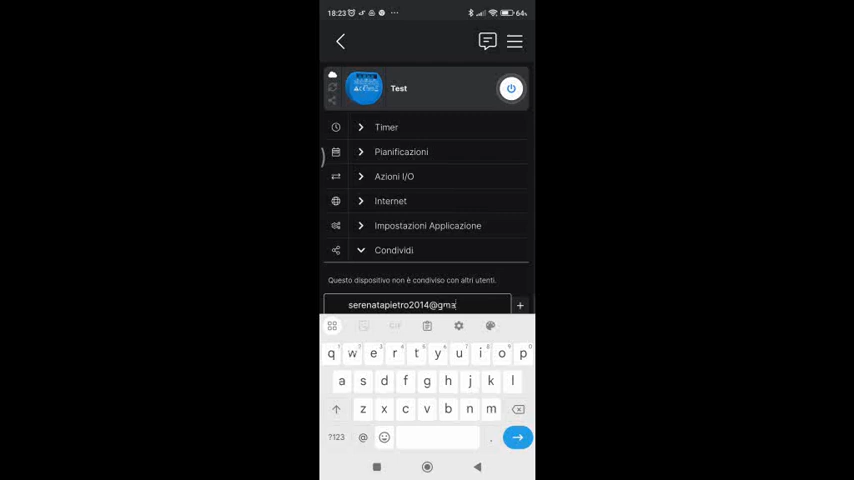 18:23 64%
Test
Timer
Pianificazioni
Azioni I/O
Internet
Impostazioni Applicazione
Condividi
Questo dispositivo non è condiviso con altri utenti.
serenatapietro2014@gma +
GIF
q w e r t y u i o p
a s d f g h j k l
z x c v b n m
?123 @ .